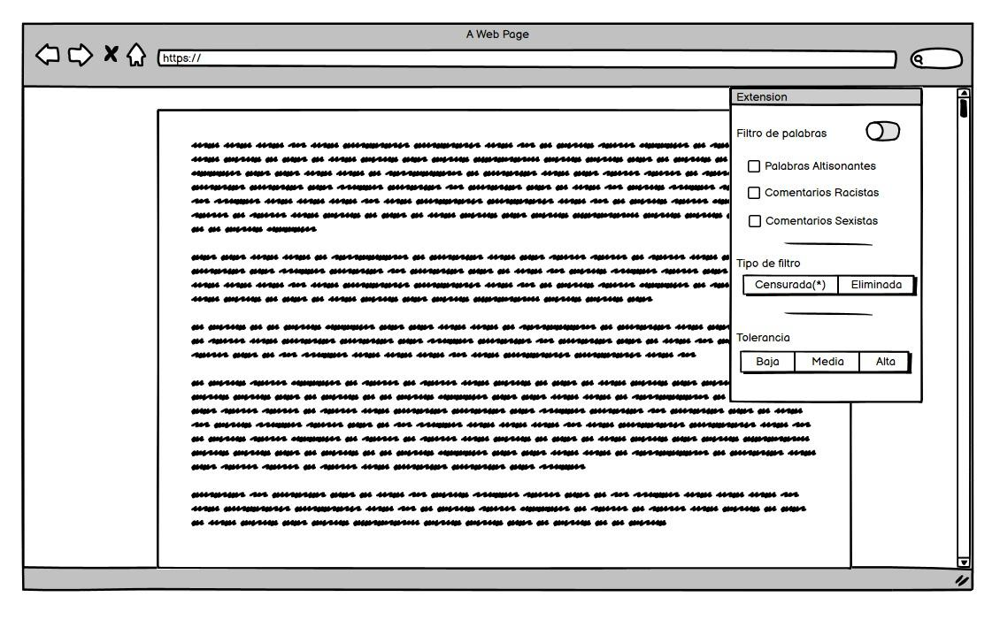 A Web Page
https://
Extension
Filtro de palabras
Palabras Altisonantes
Comentarios Racistas
Comentarios Sexistas
Tipo de filtro
Censurada(*) Eliminada
Tolerancia
Baja Media Alta